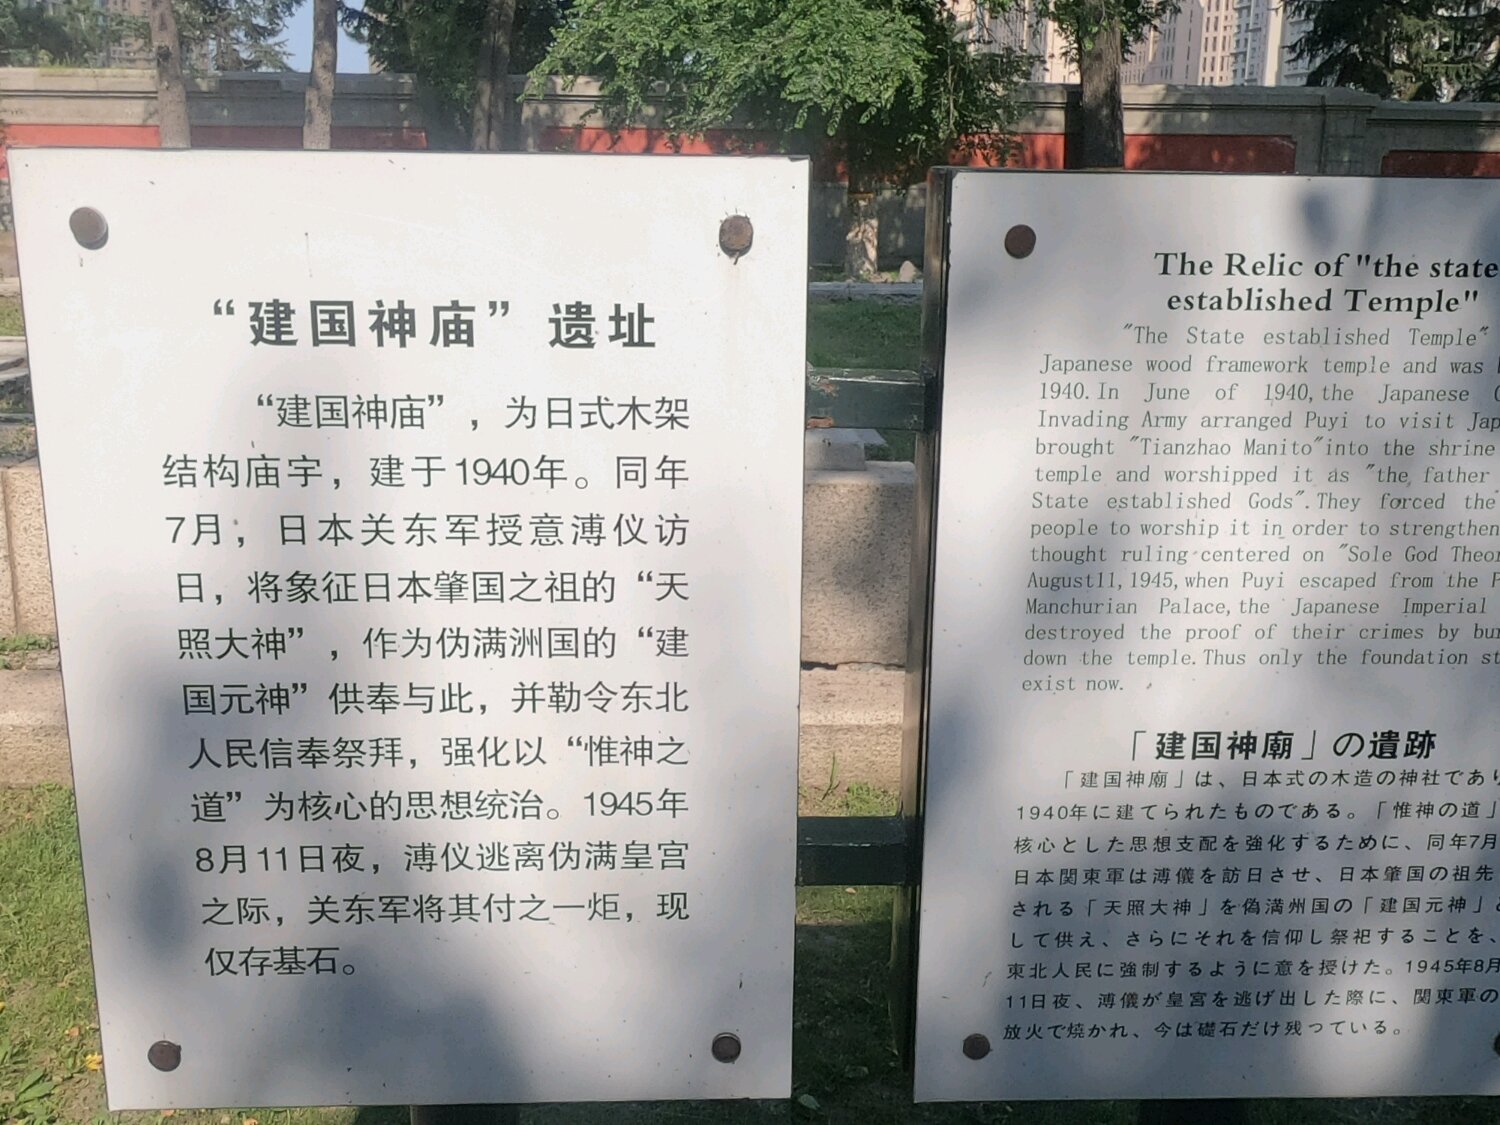 “建国神庙”遗址
“建国神庙”，为日式木架
结构庙宇，建于1940年。同年
7月，日本关东军授意溥仪访
日，将象征日本肇国之祖的“天
照大神”，作为伪满洲国的“建
国元神”供奉与此，并勒令东北
人民信奉祭拜，强化以“惟神之
道”为核心的思想统治。1945年
8月11日夜，溥仪逃离伪满皇宫
之际，关东军将其付之一炬，现
仅存基石。
The Relic of "the state
established Temple"
"The State established Temple"
Japanese wood framework temple and was
1940.In June of 1940,the Japanese
Invading Army arranged Puyi to visit
brought "Tianzhao Manito"into the shrine
temple and worshipped it as "the father
State established Gods".They forced the
people to worship it in order to strengthen
thought ruling centered on "Sole God
August11,1945,when Puyi escaped from the
Manchurian Palace,the Japanese Imperial
destroyed the proof of their crimes by
down the temple.Thus only the foundation
exist now.
「建国神廟」の遺跡
「建国神廟」は、日本式の木造の神社であり
1940年に建てられたものである。「惟神の道」
核心とした思想支配を強化するために、同年7月
日本関東軍は溥儀を訪日させ、日本肇国の祖先
される「天照大神」を偽満州国の「建国元神」と
して供え、さらにそれを信仰し祭祀することを、
東北人民に強制するように意を授けた。1945年8月
11日夜、溥儀が皇宮を逃げ出した際に、関東軍の
放火で焼かれ、今は礎石だけ残っている。